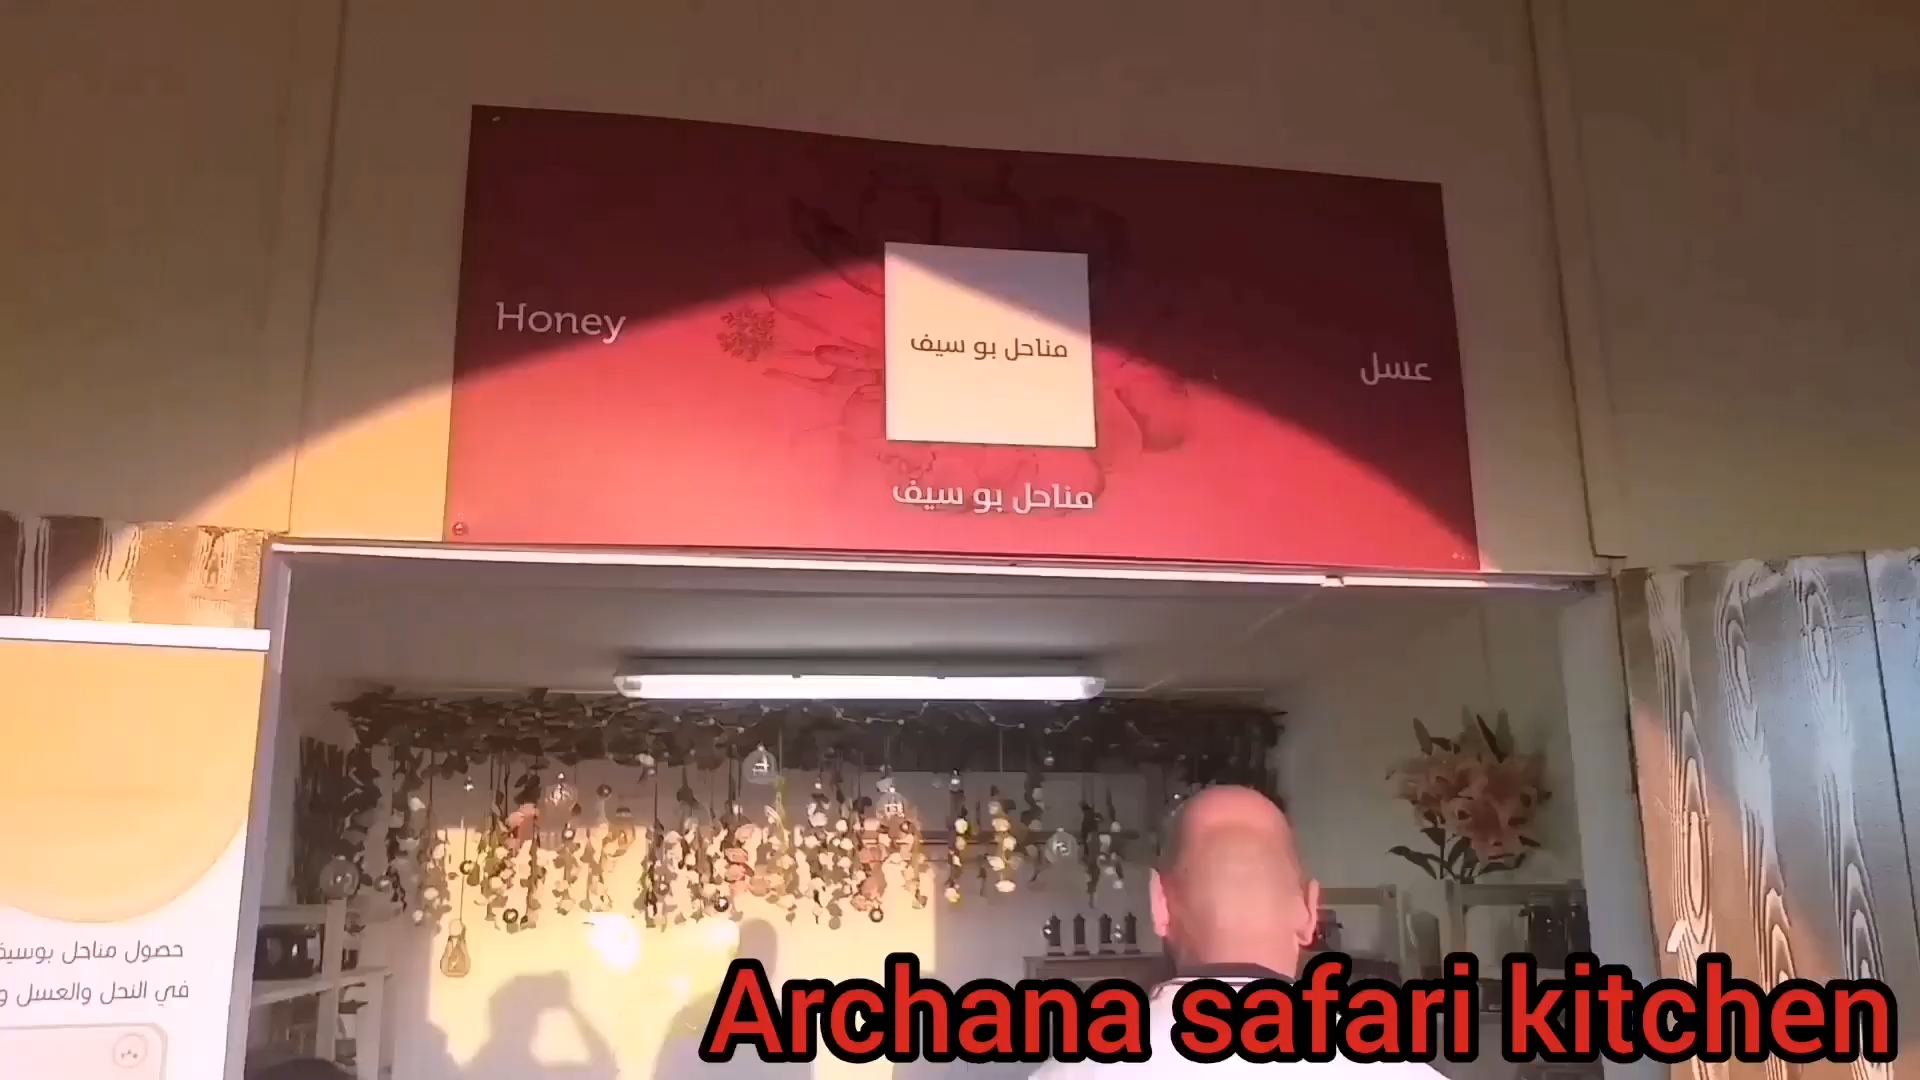 Honey
مناحل بو سيف
عسل
مناحل بو سيف
حصول مناحل بوسيف
في النحل والعسل و
Archana safari kitchen